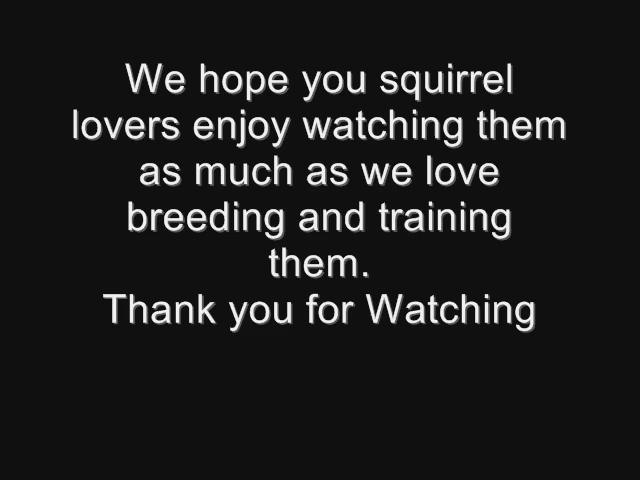 We hope you squirrel
lovers enjoy watching them
as much as we love
breeding and training
them.
Thank you for Watching